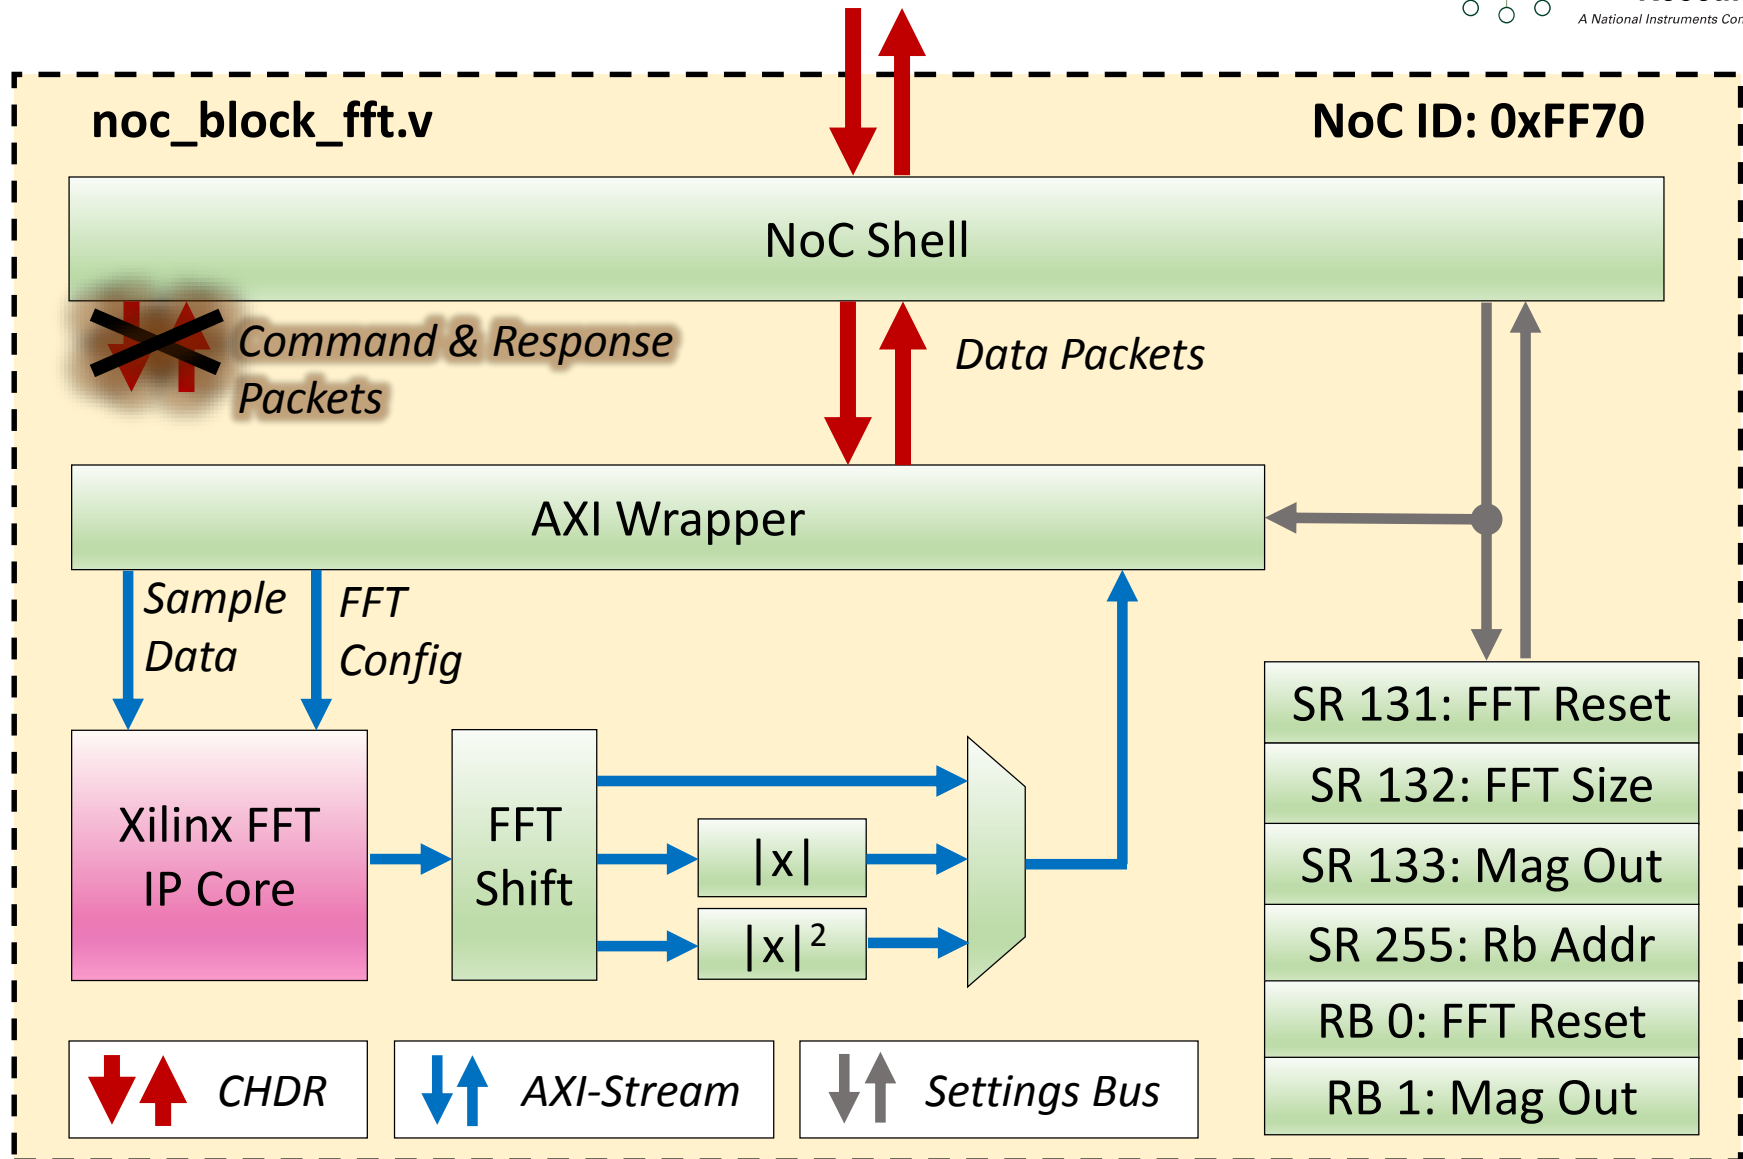 A National Instruments
noc_block_fft.v
NoC ID: 0xFF70
NoC Shell
Command & Response
Packets
Data Packets
AXI Wrapper
Sample
Data
FFT
Config
Xilinx FFT
IP Core
FFT
Shift
|x|
|x|²
SR 131: FFT Reset
SR 132: FFT Size
SR 133: Mag Out
SR 255: Rb Addr
RB 0: FFT Reset
RB 1: Mag Out
CHDR
AXI-Stream
Settings Bus